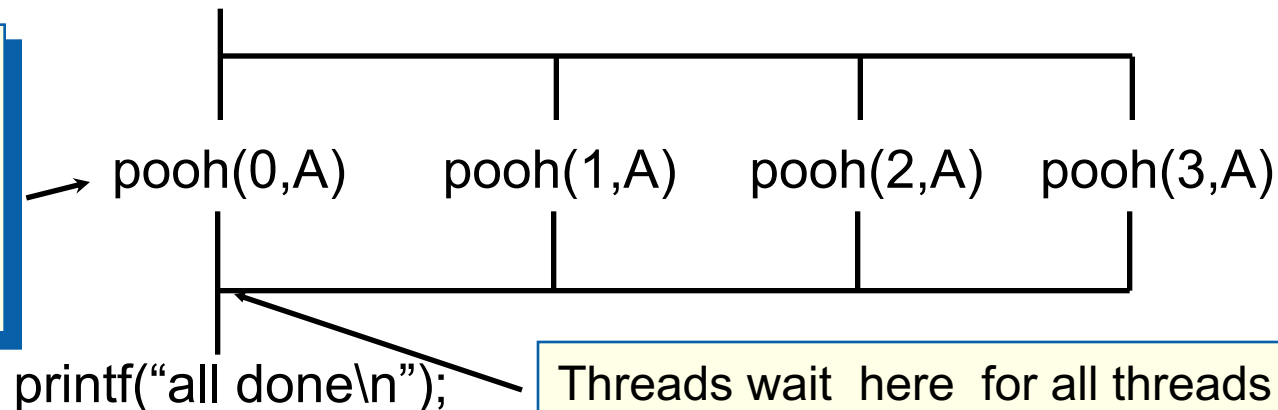 pooh(0,A) pooh(1,A) pooh(2,A) pooh(3,A)
printf(“all done\n”);
Threads wait here for all threads